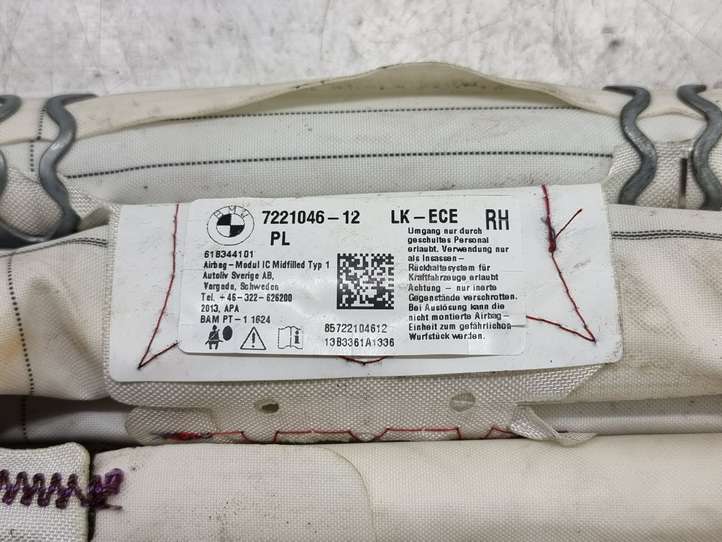 BMW
7221046-12 LK-ECE RH
PL
618344101
Airbag-Modul IC Midfilled Typ 1
Autoliv Sverige AB,
Vargada, Schweden
Tel. +46-322-626200
2013, APA
BAM PT-1 1624
85722104612
13B3361A1336
Umgang nur durch
geschultes Personal
erlaubt. Verwendung nur
als Insassen-
Rückhaltesystem für
Kraftfahrzeuge erlaubt
Achtung - nur inerte
Gegenstände verschrotten.
Bei Auslösung kann die
nicht montierte Airbag-
Einheit zum gefährlichen
Wurfstück werden.